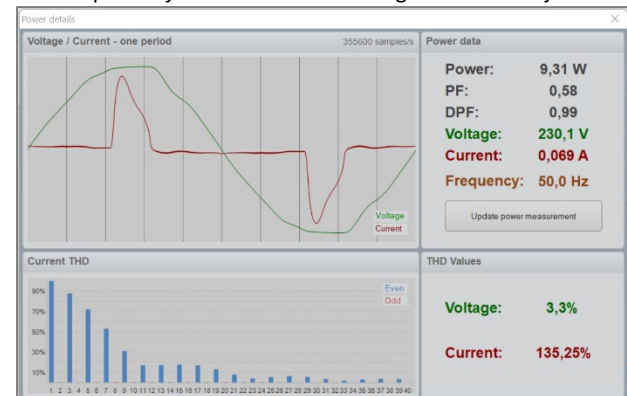 Power details
Voltage / Current - one period
355600 samples/s
Voltage
Current
Power data
Power: 9,31 W
PF: 0,58
DPF: 0,99
Voltage: 230,1 V
Current: 0,069 A
Frequency: 50,0 Hz
Update power measurement
Current THD
90%
70%
50%
30%
10%
Even
Odd
1 2 3 4 5 6 7 8 9 10 11 12 13 14 15 16 17 18 19 20 21 22 23 24 25 26 27 28 29 30 31 32 33 34 35 36 37 38 39 40
THD Values
Voltage: 3,3%
Current: 135,25%